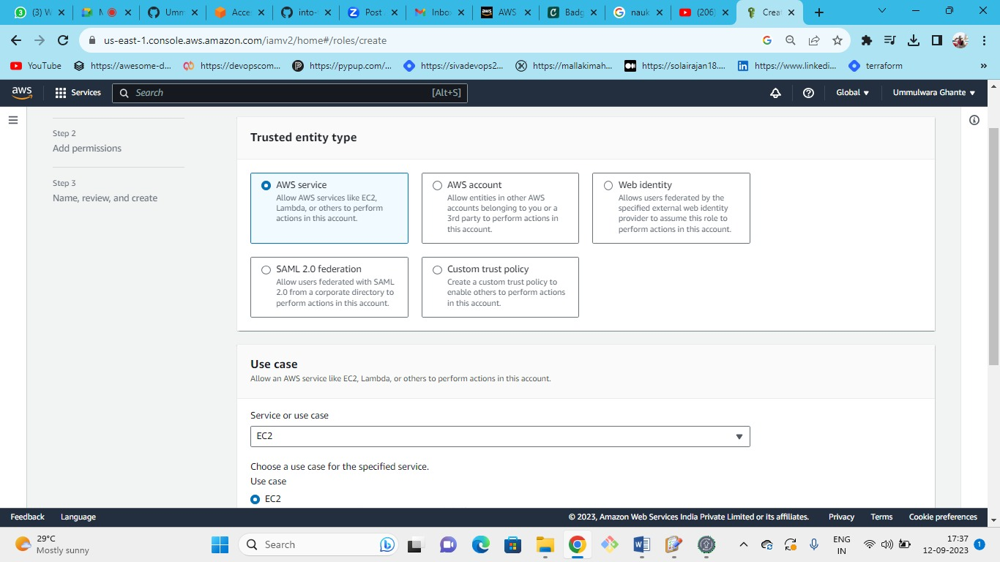 (3) W
M
Umm
Acce
into-
Post
Inbo
AWS
Badg
nauk
(206)
Crea
us-east-1.console.aws.amazon.com/iamv2/home#/roles/create
YouTube
https://awesome-d...
https://devopscom...
https://pypup.com/...
https://sivadevops2...
https://mallakimah...
https://solairajan18....
https://www.linkedi...
terraform
»
aws
Services
Search
[Alt+S]
Global
Ummulwara Ghante
Step 2
Add permissions
Step 3
Name, review, and create
Trusted entity type
AWS service
Allow AWS services like EC2,
Lambda, or others to perform
actions in this account.
AWS account
Allow entities in other AWS
accounts belonging to you or a
3rd party to perform actions in
this account.
Web identity
Allows users federated by the
specified external web identity
provider to assume this role to
perform actions in this account.
SAML 2.0 federation
Allow users federated with SAML
2.0 from a corporate directory to
perform actions in this account.
Custom trust policy
Create a custom trust policy to
enable others to perform actions
in this account.
Use case
Allow an AWS service like EC2, Lambda, or others to perform actions in this account.
Service or use case
EC2
Choose a use case for the specified service.
Use case
EC2
Feedback
Language
© 2023, Amazon Web Services India Private Limited or its affiliates.
Privacy
Terms
Cookie preferences
29°C
Mostly sunny
Search
ENG
IN
17:37
12-09-2023
1